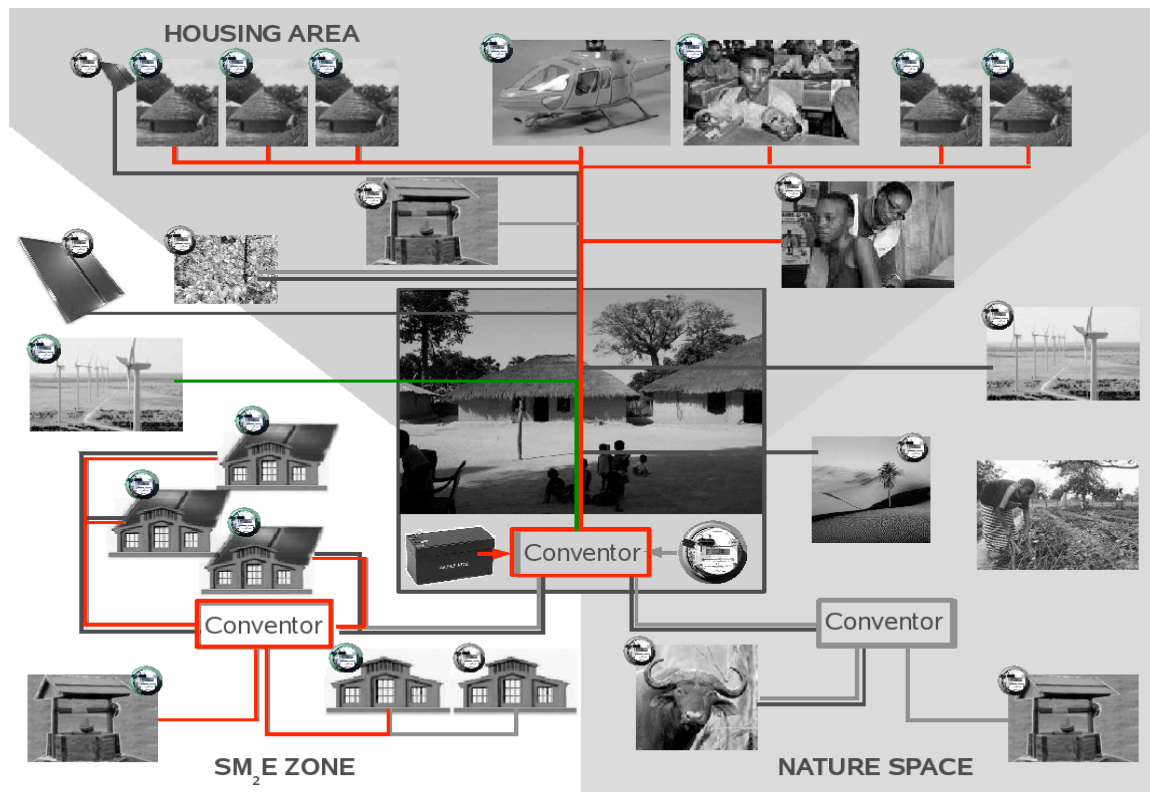 HOUSING AREA
Conventor
Conventor
Conventor
SM₂E ZONE
NATURE SPACE